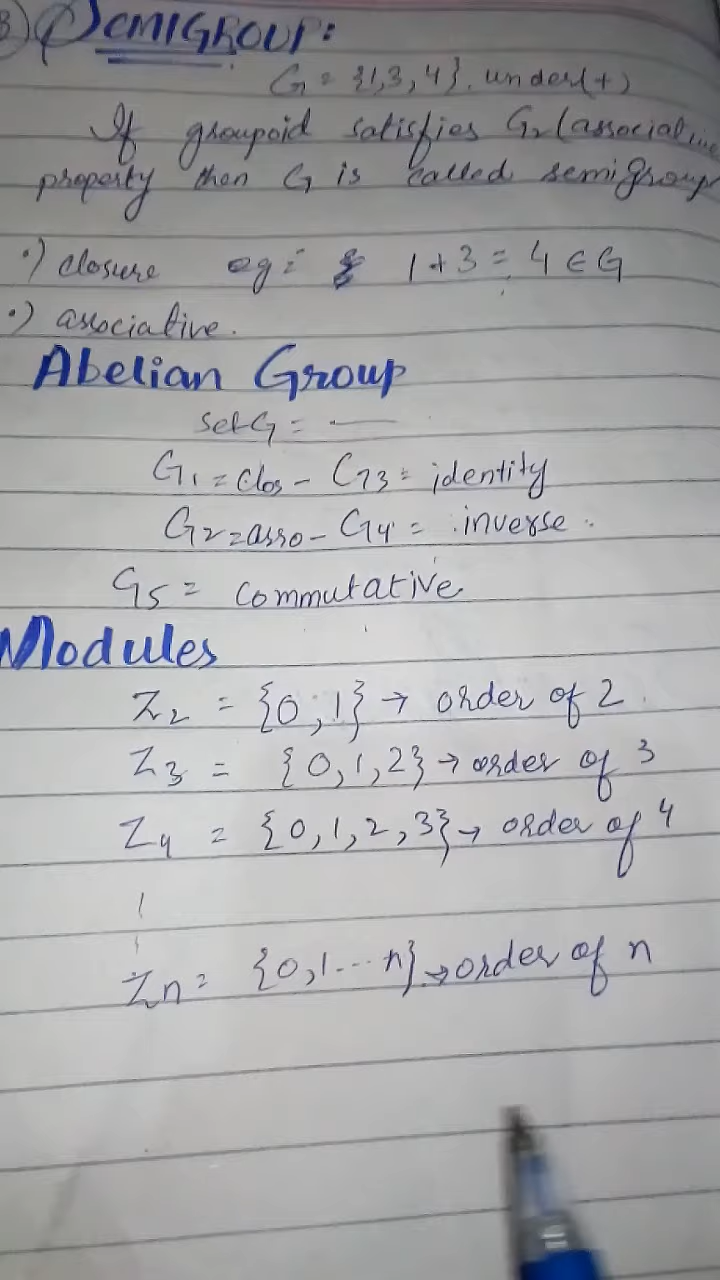 SEMIGROUP:
G = {1,3,4}. under(+)
If groupoid satisfies G2 (associative
property then G is called semigroup
·) closure eg: 1+3 = 4 ∈ G
·) associative.
Abelian Group
set G = —
G1 = clos – G3 = identity
G2 = asso – G4 = inverse.
G5 = commutative
Modules
Z2 = {0,1} → order of 2.
Z3 = {0,1,2} → order of 3
Z4 = {0,1,2,3} → order of 4
Zn = {0,1...n} → order of n